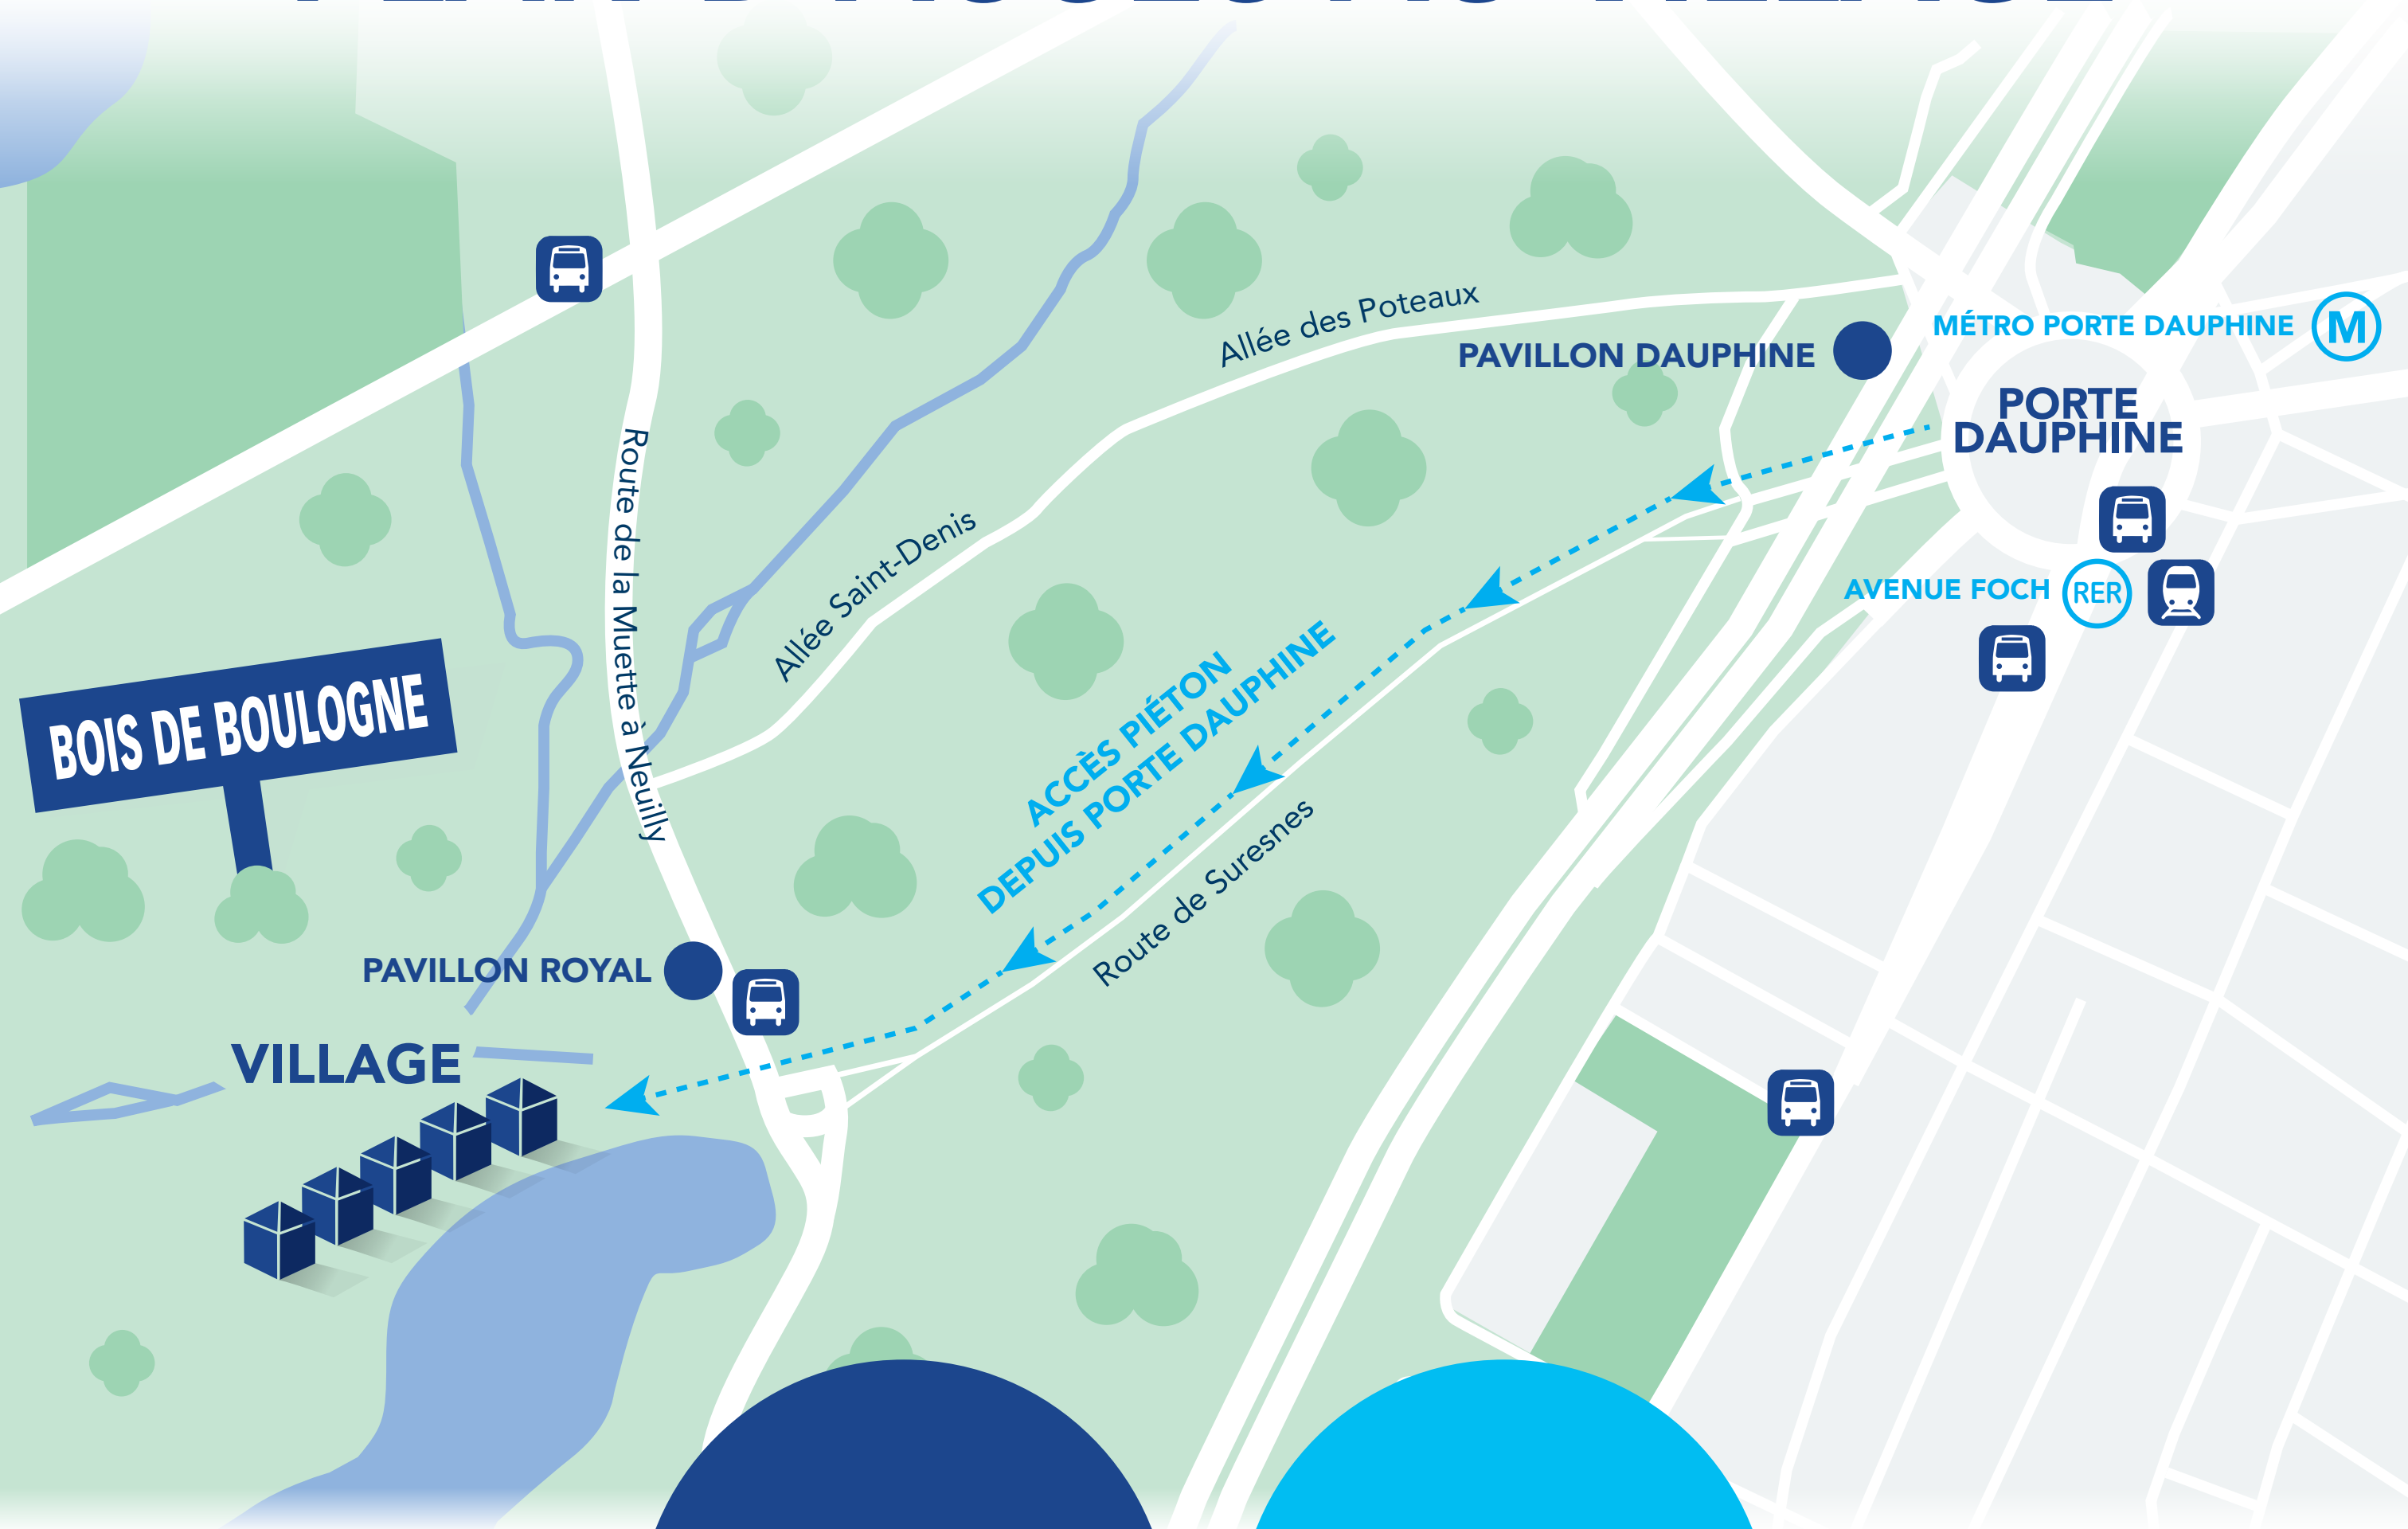 Allée des Poteaux
MÉTRO PORTE DAUPHINE M
PAVILLON DAUPHINE
PORTE
DAUPHINE
Route de la Muette à Neuilly
Allée Saint-Denis
AVENUE FOCH RER
ACCÈS PIÉTON
DEPUIS PORTE DAUPHINE
BOIS DE BOULOGNE
Route de Suresnes
PAVILLON ROYAL
VILLAGE